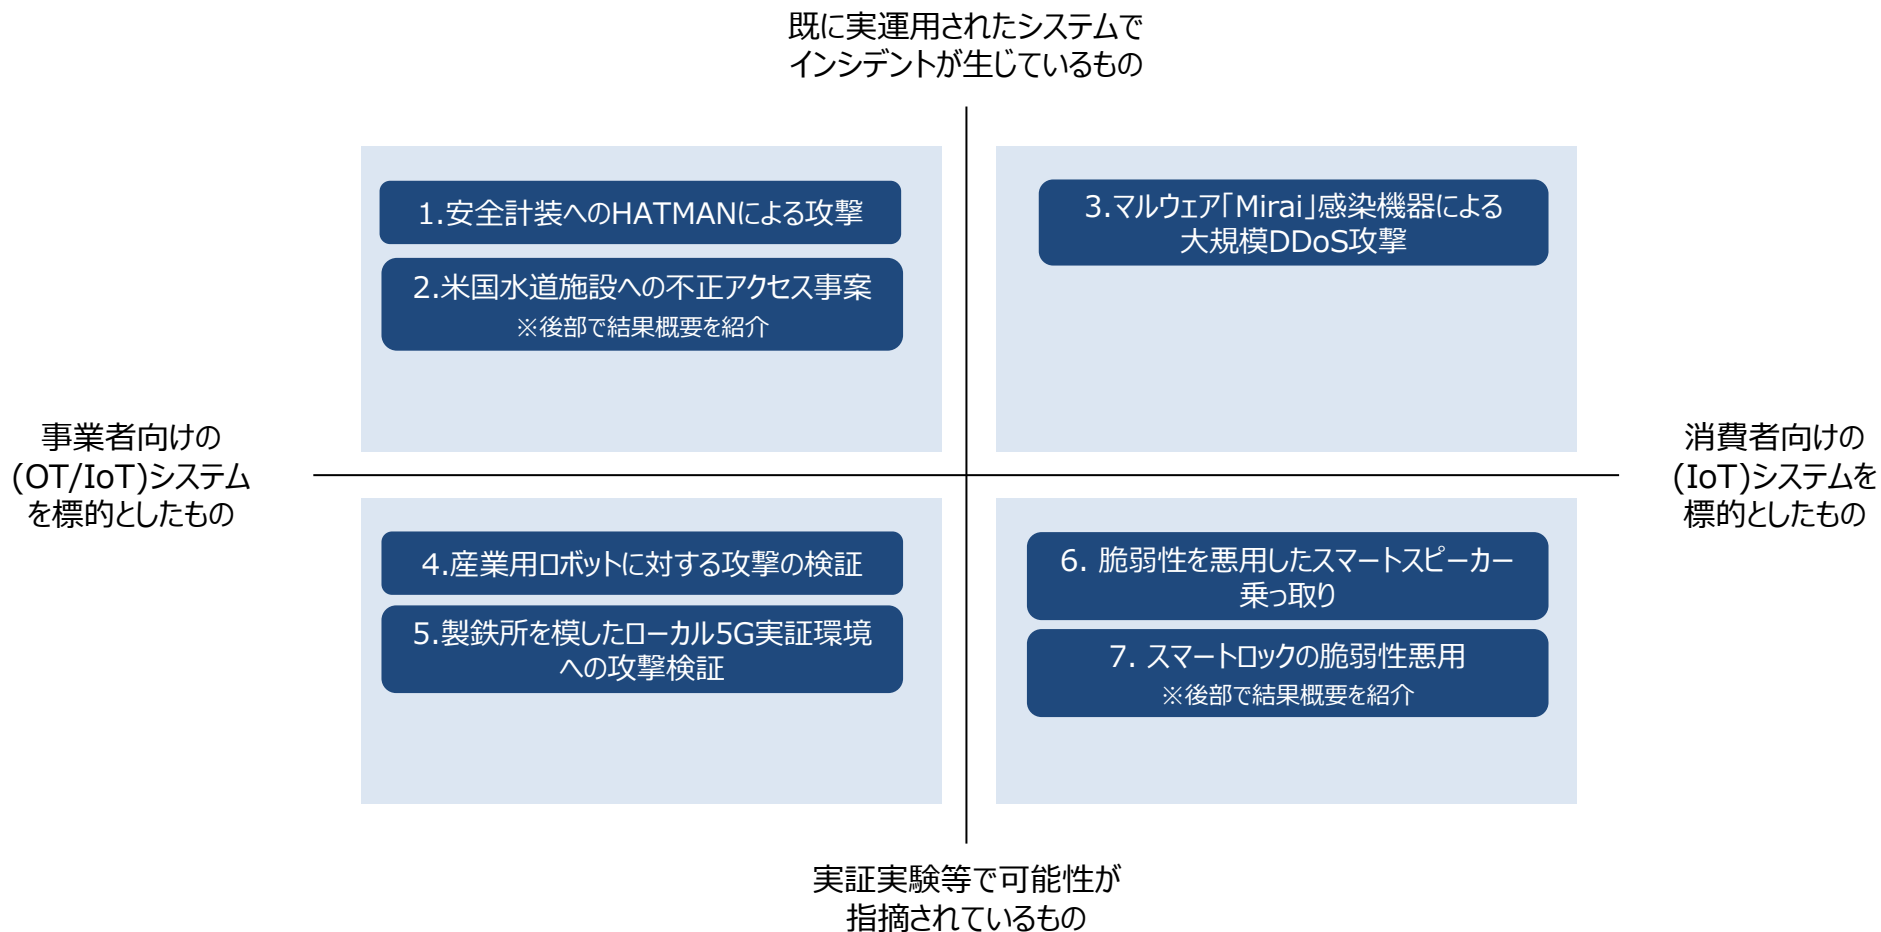 既に実運用されたシステムで
インシデントが生じているもの
1.安全計装へのHATMANによる攻撃
2.米国水道施設への不正アクセス事案
※後部で結果概要を紹介
3.マルウェア「Mirai」感染機器による
大規模DDoS攻撃
事業者向けの
(OT/IoT)システム
を標的としたもの
消費者向けの
(IoT)システムを
標的としたもの
4.産業用ロボットに対する攻撃の検証
5.製鉄所を模したローカル5G実証環境
への攻撃検証
6. 脆弱性を悪用したスマートスピーカー
乗っ取り
7. スマートロックの脆弱性悪用
※後部で結果概要を紹介
実証実験等で可能性が
指摘されているもの